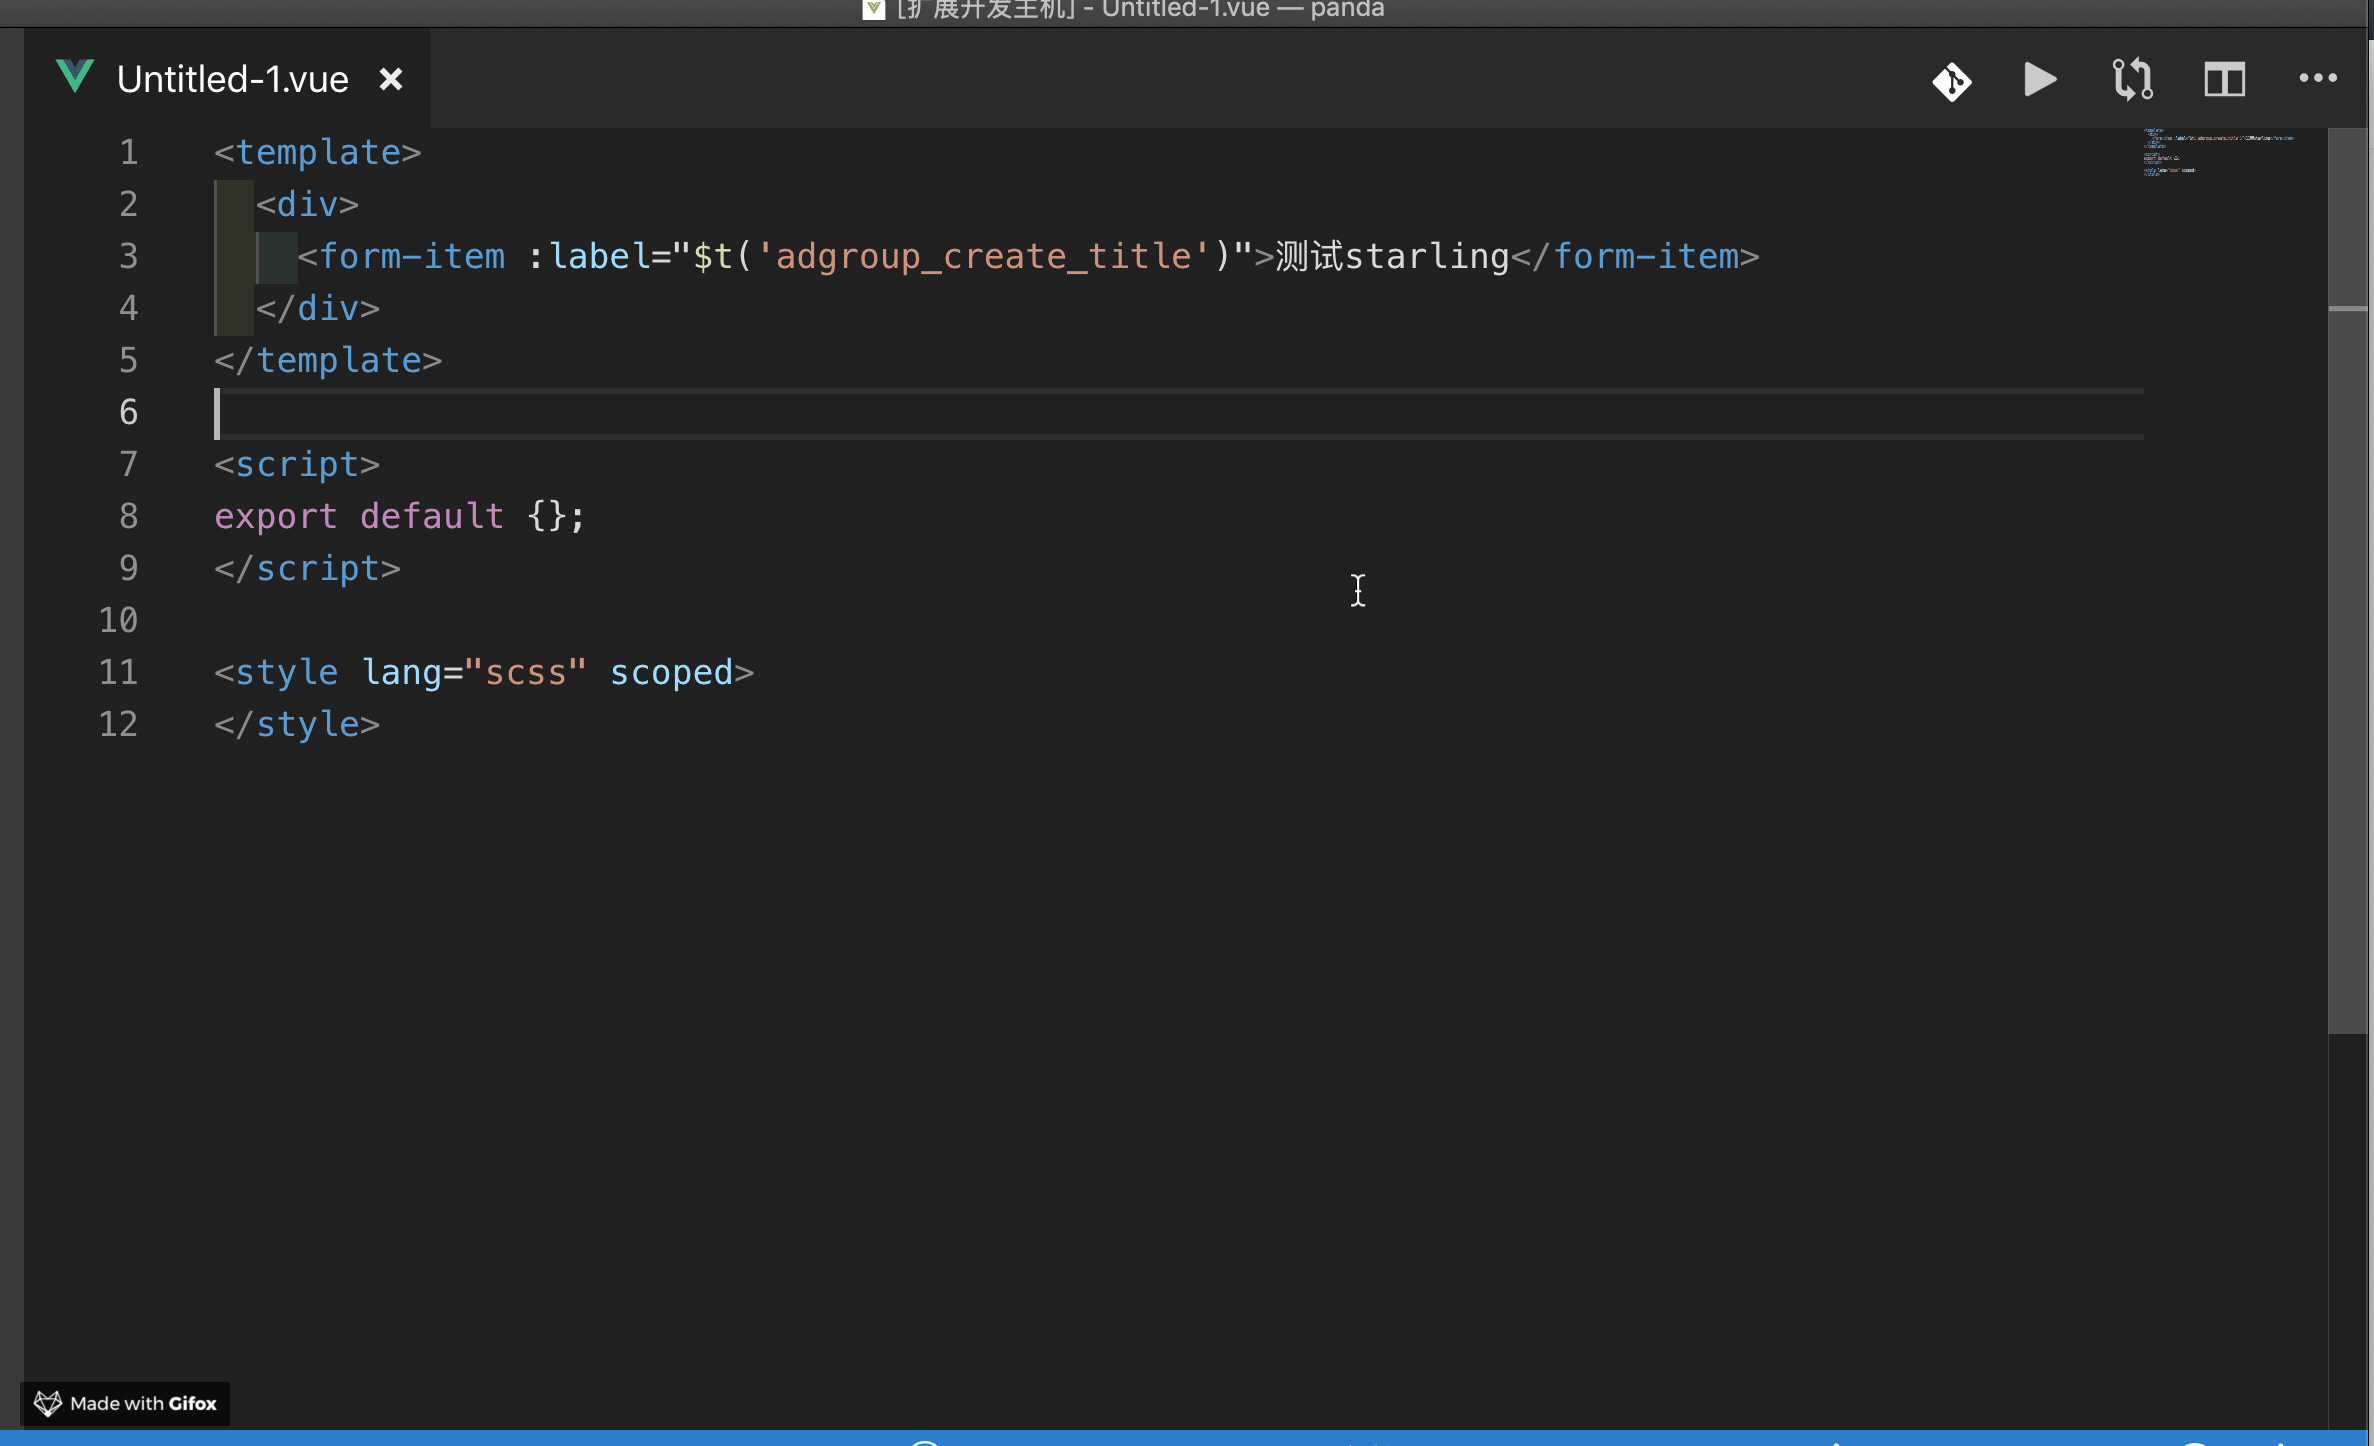 [扩展开发主机] - Untitled-1.vue — panda
Untitled-1.vue
1 <template>
2 <div>
3 <form-item :label="$t('adgroup_create_title')">测试starling</form-item>
4 </div>
5 </template>
6
7 <script>
8 export default {};
9 </script>
10
11 <style lang="scss" scoped>
12 </style>
Made with Gifox